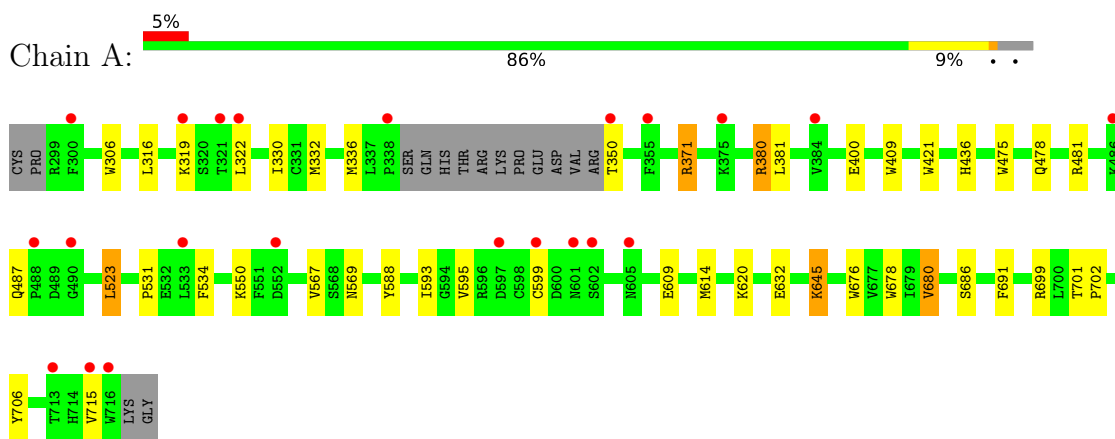 5%
Chain A:
86% 9% • •
CYS PRO R299 F300 W306 L316 K319 S320 T321 L322 I330 C331 M332 M336 L337 P338 SER GLN HIS THR ARG LYS PRO GLU ASP VAL ARG T350 F355 R371 K375 R380 L381 V384 E400 W409 W421 H436 W475 Q478 R481 K486
Q487 P488 D489 G490 L523 P531 E532 L533 F534 K550 F551 D552 V567 S568 N569 Y588 I593 G594 V595 R596 D597 C598 C599 D600 N601 S602 N605 E609 M614 K620 E632 K645 W676 V677 W678 I679 V680 S686 F691 R699 L700 T701 P702
Y706 T713 H714 V715 W716 LYS GLY